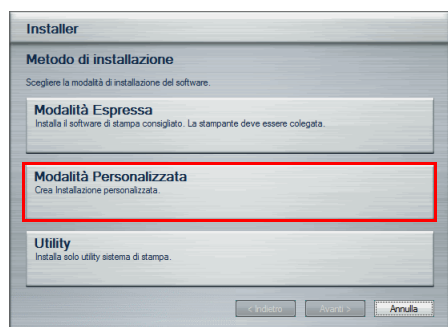 Installer
Metodo di installazione
Scegliere la modalità di installazione del software.
Modalità Espressa
Installa il software di stampa consigliato. La stampante deve essere colegata.
Modalità Personalizzata
Crea Installazione personalizzata.
Utility
Installa solo utility sistema di stampa.
< Indietro Avanti > Annulla